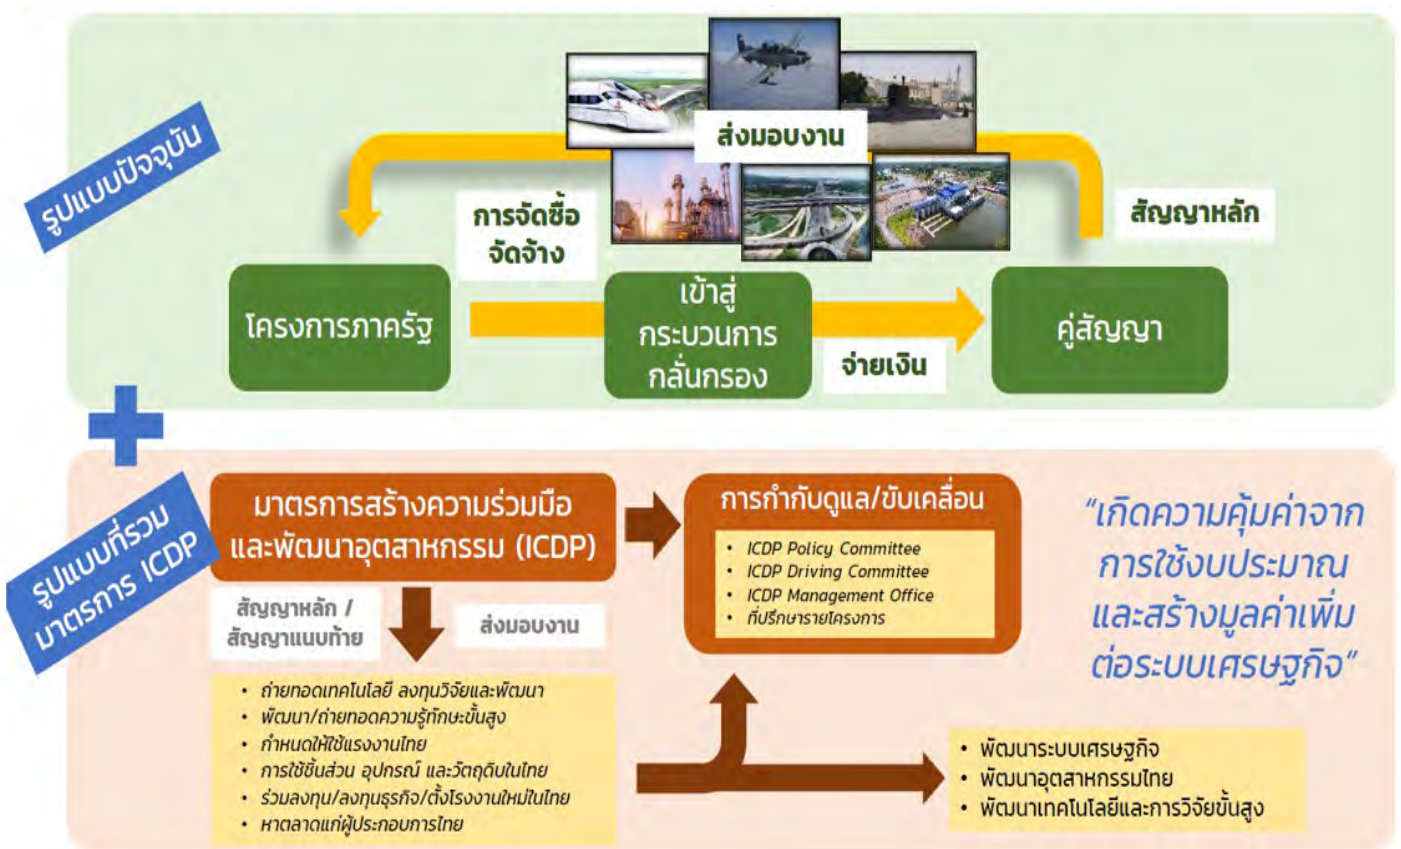 รูปแบบปัจจุบัน
ส่งมอบงาน
การจัดซื้อ
จัดจ้าง
สัญญาหลัก
โครงการภาครัฐ
เข้าสู่
กระบวนการ
กลั่นกรอง
จ่ายเงิน
คู่สัญญา
รูปแบบที่รวม
มาตรการ ICDP
มาตรการสร้างความร่วมมือ
และพัฒนาอุตสาหกรรม (ICDP)
การกำกับดูแล/ขับเคลื่อน
• ICDP Policy Committee
• ICDP Driving Committee
• ICDP Management Office
• ที่ปรึกษารายโครงการ
สัญญาหลัก /
สัญญาแนบท้าย
ส่งมอบงาน
• ถ่ายทอดเทคโนโลยี ลงทุนวิจัยและพัฒนา
• พัฒนา/ถ่ายทอดความรู้ทักษะขั้นสูง
• กำหนดให้ใช้แรงงานไทย
• การใช้ชิ้นส่วน อุปกรณ์ และวัตถุดิบในไทย
• ร่วมลงทุน/ลงทุนธุรกิจ/ตั้งโรงงานใหม่ในไทย
• หาตลาดแก่ผู้ประกอบการไทย
"เกิดความคุ้มค่าจาก
การใช้งบประมาณ
และสร้างมูลค่าเพิ่ม
ต่อระบบเศรษฐกิจ"
• พัฒนาระบบเศรษฐกิจ
• พัฒนาอุตสาหกรรมไทย
• พัฒนาเทคโนโลยีและการวิจัยขั้นสูง